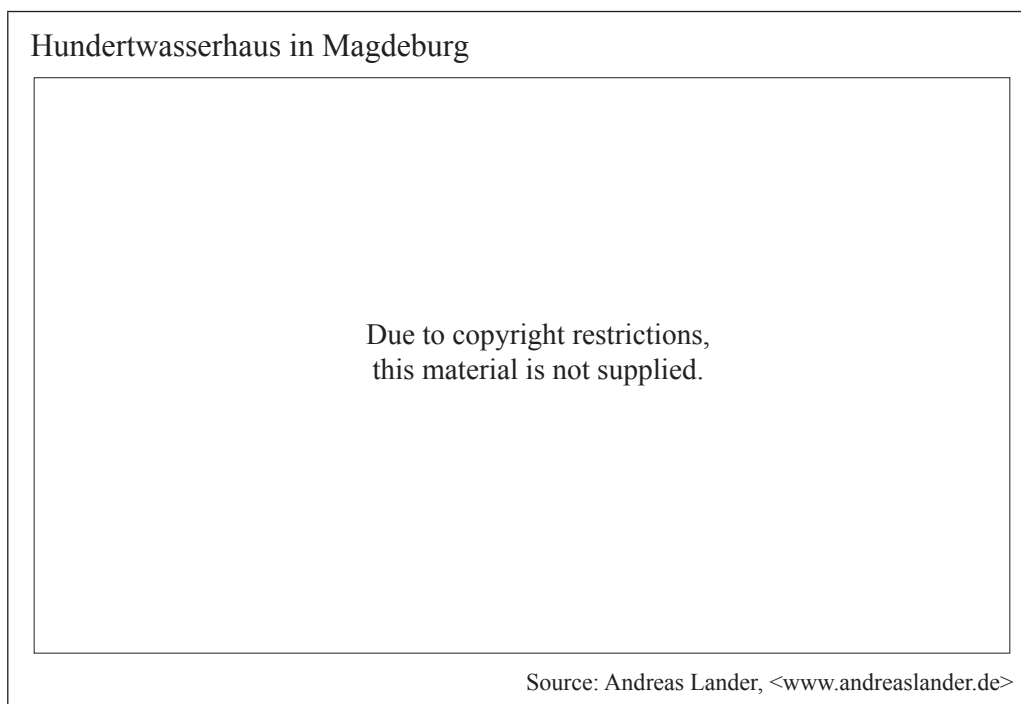 Hundertwasserhaus in Magdeburg
Due to copyright restrictions,
this material is not supplied.
Source: Andreas Lander, <www.andreaslander.de>